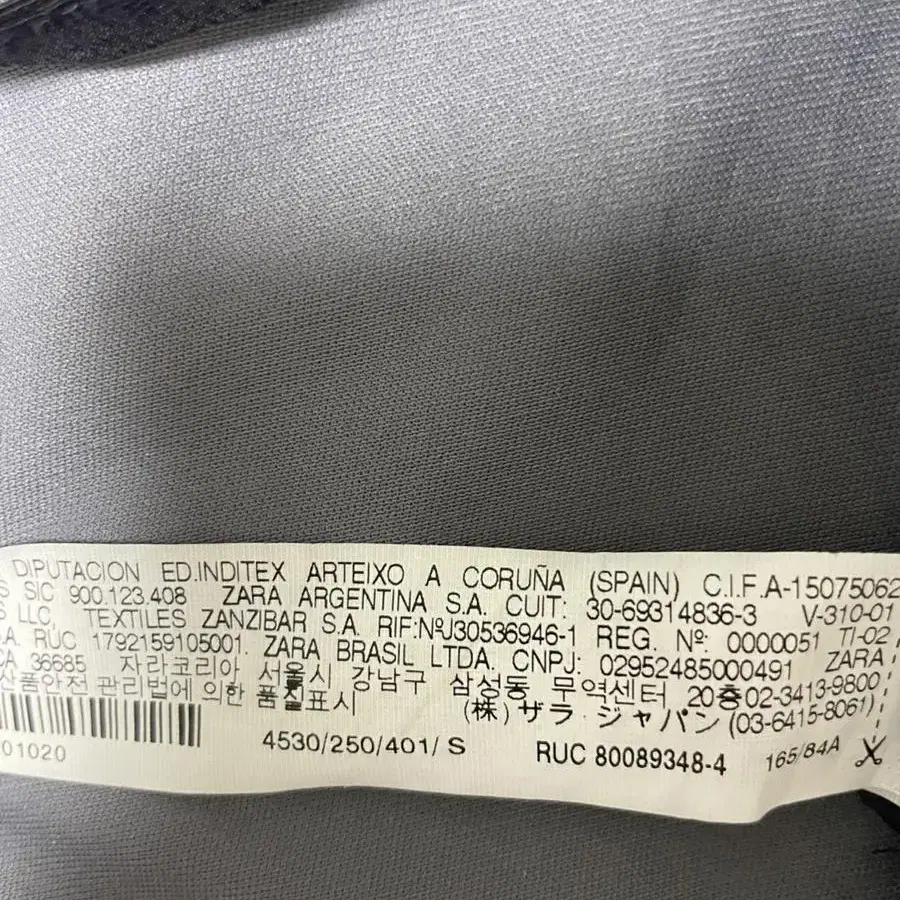 DIPUTACION ED.INDITEX ARTEIXO A CORUÑA (SPAIN) C.I.F.A-15075062
SIC 900.123.408 ZARA ARGENTINA S.A. CUIT: 30-69314836-3 V-310-01
LLC, TEXTILES ZANZIBAR S.A. RIF:NºJ30536946-1 REG. Nº: 0000051 TI-02
RUC 1792159105001. ZARA BRASIL LTDA. CNPJ: 02952485000491 ZARA
36685 자라코리아 서울시 강남구 삼성동 무역센터 20층02-3413-9800
안전 관리법에 의한 품질표시 (株) ザラ・ジャパン (03-6415-8061)
01020 4530/250/401/ S RUC 80089348-4 165/84A